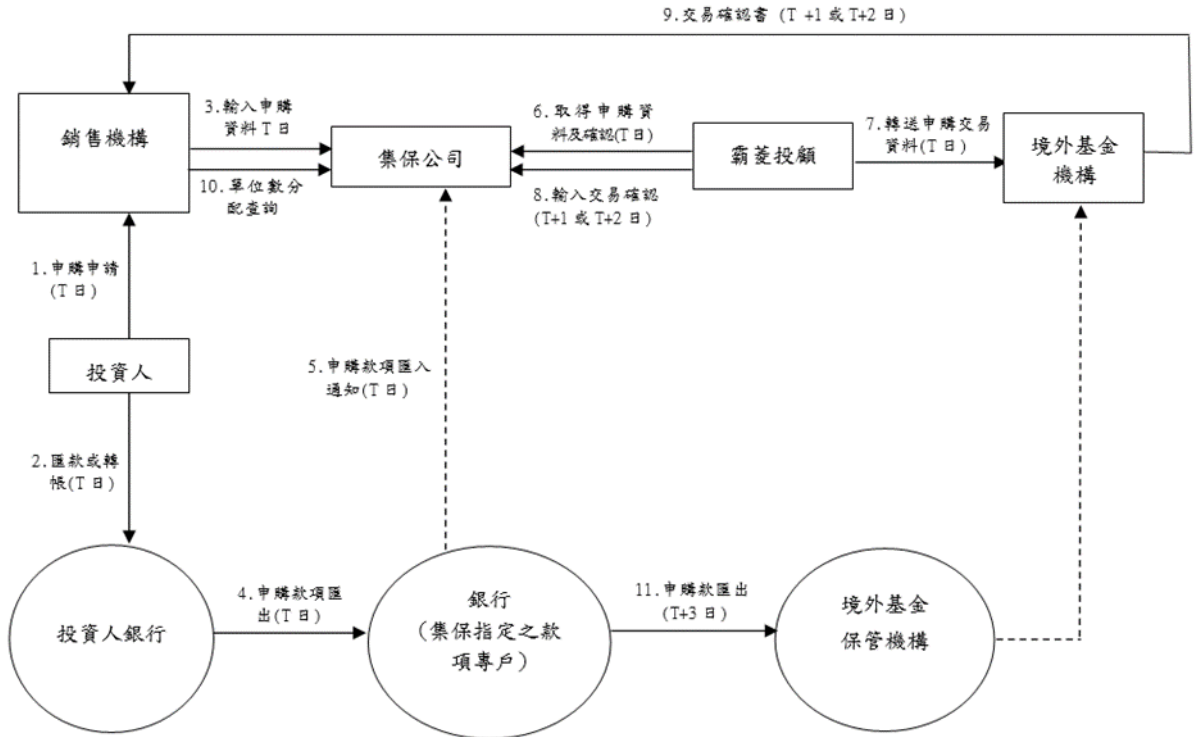 9.交易確認書 (T +1 或 T+2 日)
銷售機構
3.輸入申購
資料 T 日
10.單位數分
配查詢
集保公司
6.取得申購資
料及確認(T日)
8.輸入交易確認
(T+1 或 T+2 日)
霸菱投顧
7.轉送申購交易
資料(T日)
境外基金
機構
1.申購申請
(T 日)
投資人
5.申購款項匯入
通知(T 日)
2.匯款或轉
帳(T日)
投資人銀行
4.申購款項匯
出(T 日)
銀行
(集保指定之款
項專戶)
11.申購款匯出
(T+3 日)
境外基金
保管機構